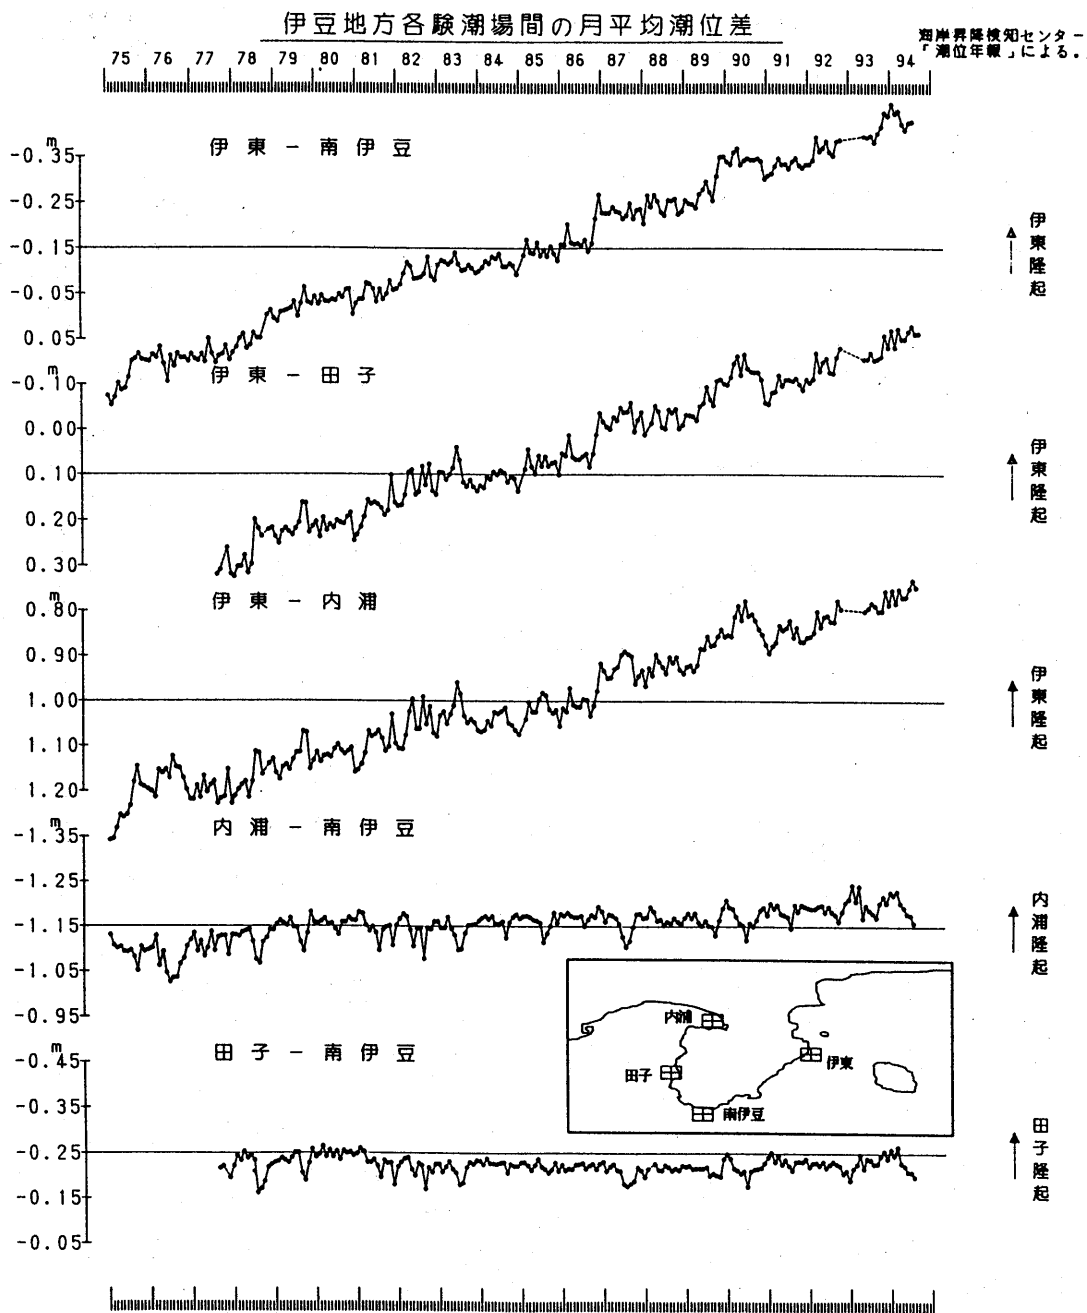 伊豆地方各験潮場間の月平均潮位差
海岸昇降検知センター
「潮位年報」による.
75 76 77 78 79 80 81 82 83 84 85 86 87 88 89 90 91 92 93 94
伊東－南伊豆
m
-0.35
-0.25
-0.15
-0.05
0.05
伊東隆起
伊東－田子
m
-0.10
0.00
0.10
0.20
0.30
伊東隆起
伊東－内浦
m
0.80
0.90
1.00
1.10
1.20
伊東隆起
内浦－南伊豆
m
-1.35
-1.25
-1.15
-1.05
-0.95
内浦隆起
内浦
伊東
田子
南伊豆
田子－南伊豆
m
-0.45
-0.35
-0.25
-0.15
-0.05
田子隆起